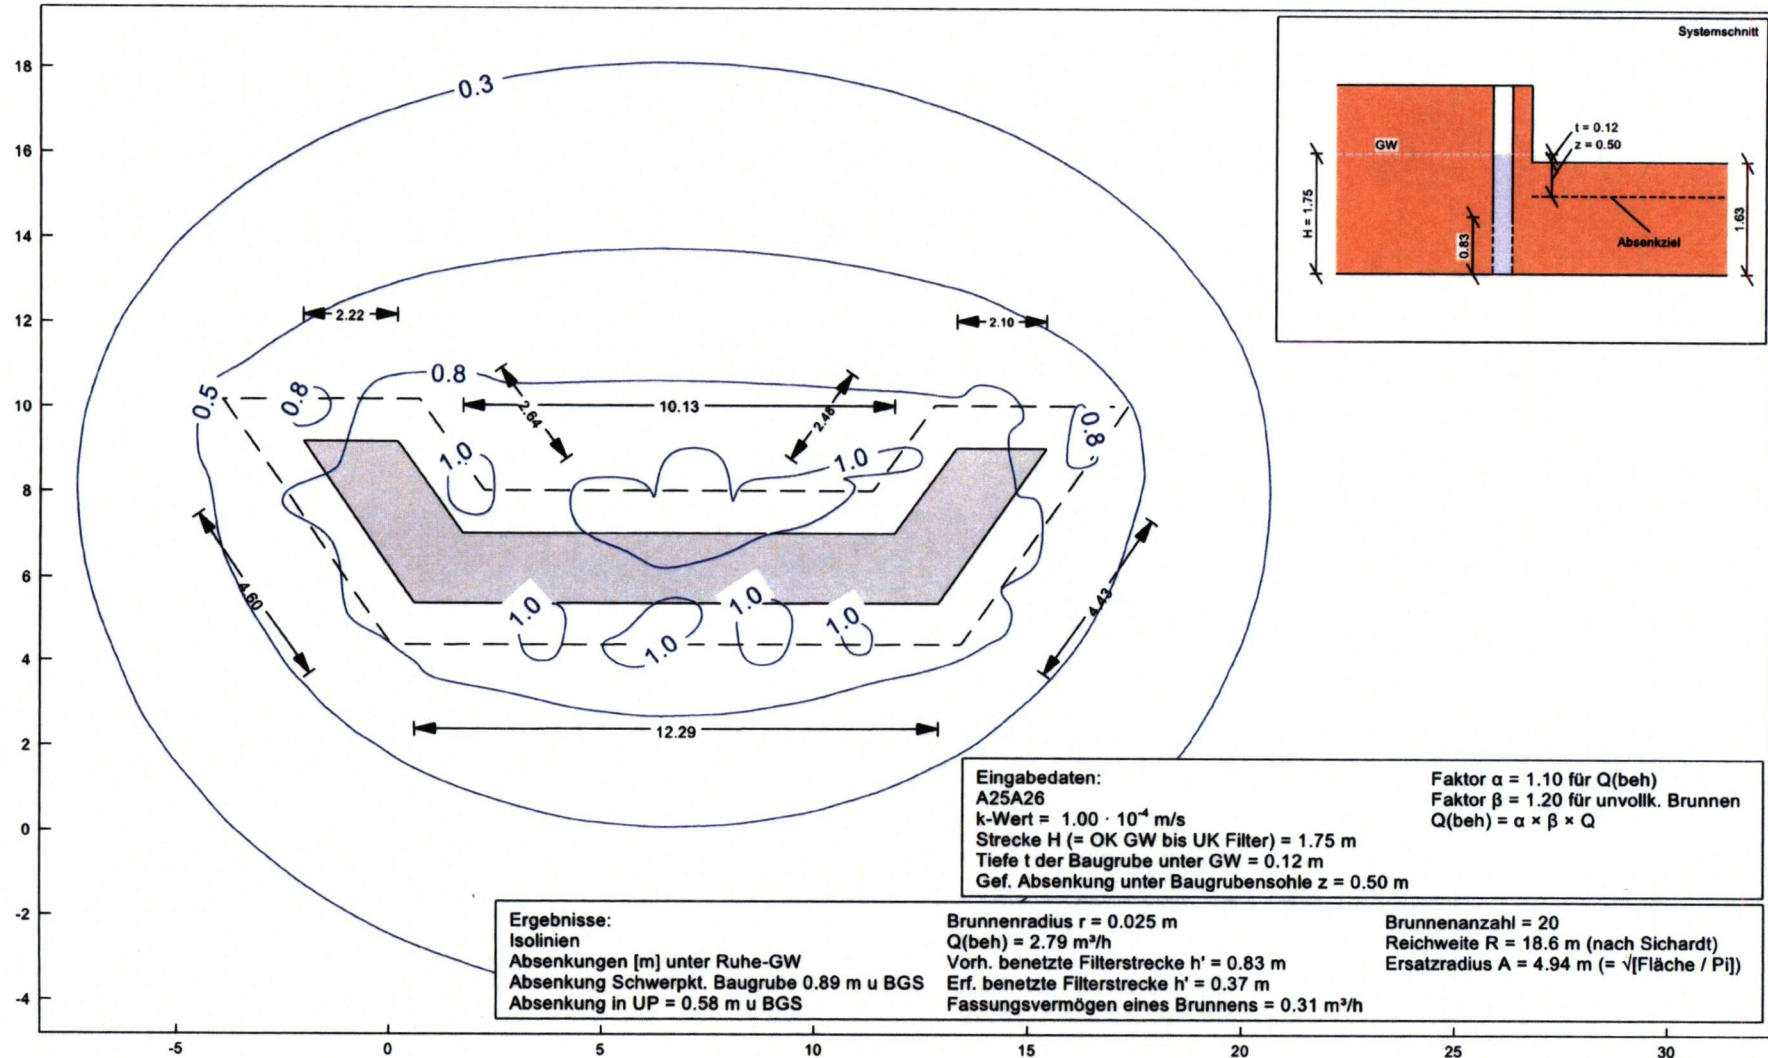 Systemschnitt
t = 0.12
z = 0.50
GW
H = 1.75
0.83
1.63
Absenkziel
18
16
14
12
10
8
6
4
2
0
-2
-4
-5
0
5
10
15
20
25
30
0.3
2.22
2.10
0.8
0.5
0.8
2.64
10.13
2.48
0.8
1.0
1.0
4.60
1.0
1.0
1.0
1.0
4.43
12.29
Eingabedaten:
A25A26
k-Wert = 1.00 · 10⁻⁴ m/s
Strecke H (= OK GW bis UK Filter) = 1.75 m
Tiefe t der Baugrube unter GW = 0.12 m
Gef. Absenkung unter Baugrubensohle z = 0.50 m
Faktor α = 1.10 für Q(beh)
Faktor β = 1.20 für unvollk. Brunnen
Q(beh) = α × β × Q
Ergebnisse:
Isolinien
Absenkungen [m] unter Ruhe-GW
Absenkung Schwerpkt. Baugrube 0.89 m u BGS
Absenkung in UP = 0.58 m u BGS
Brunnenradius r = 0.025 m
Q(beh) = 2.79 m³/h
Vorh. benetzte Filterstrecke h' = 0.83 m
Erf. benetzte Filterstrecke h' = 0.37 m
Fassungsvermögen eines Brunnens = 0.31 m³/h
Brunnenanzahl = 20
Reichweite R = 18.6 m (nach Sichardt)
Ersatzradius A = 4.94 m (= √[Fläche / Pi])